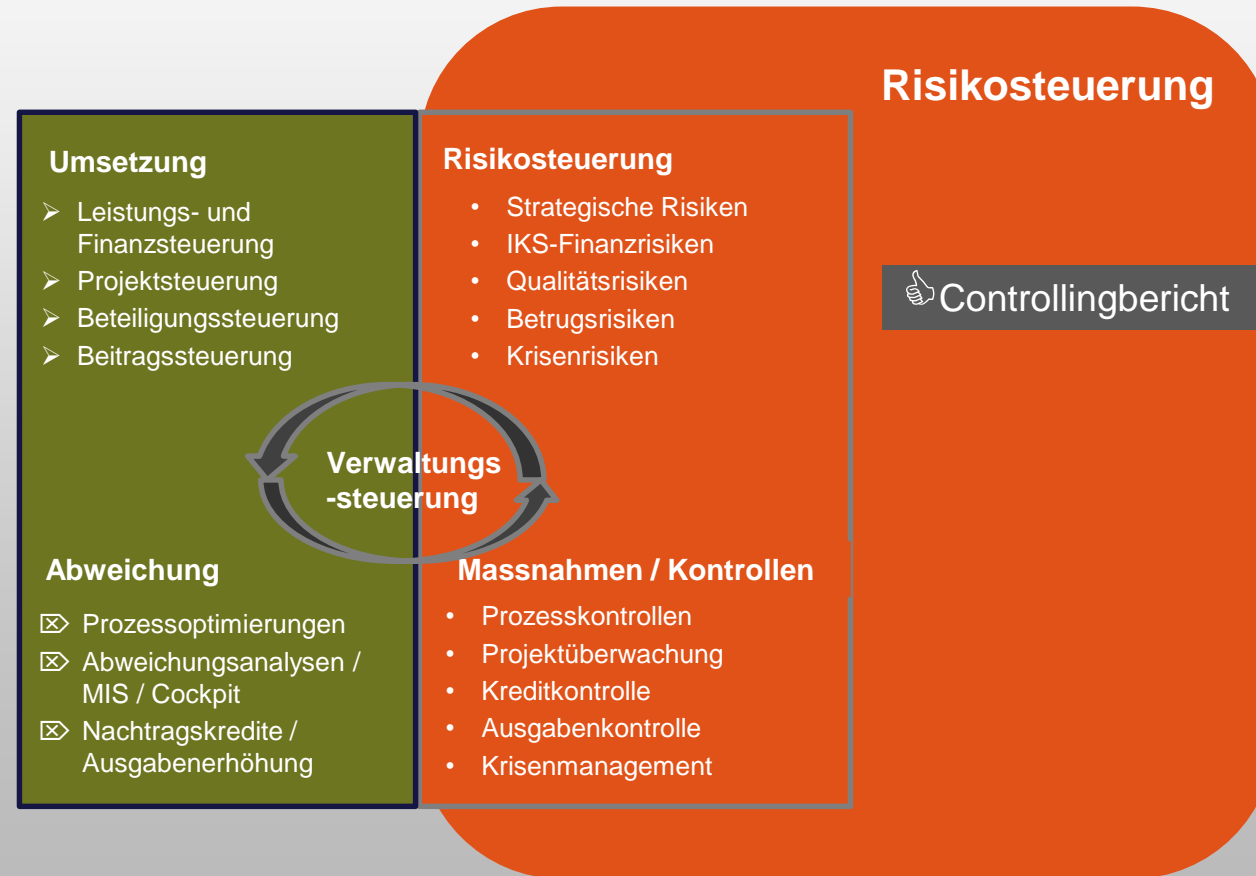 Risikosteuerung
Umsetzung
➢ Leistungs- und
Finanzsteuerung
➢ Projektsteuerung
➢ Beteiligungssteuerung
➢ Beitragssteuerung
Risikosteuerung
• Strategische Risiken
• IKS-Finanzrisiken
• Qualitätsrisiken
• Betrugsrisiken
• Krisenrisiken
Controllingbericht
Verwaltungs
-steuerung
Abweichung
⌦ Prozessoptimierungen
⌦ Abweichungsanalysen /
MIS / Cockpit
⌦ Nachtragskredite /
Ausgabenerhöhung
Massnahmen / Kontrollen
• Prozesskontrollen
• Projektüberwachung
• Kreditkontrolle
• Ausgabenkontrolle
• Krisenmanagement